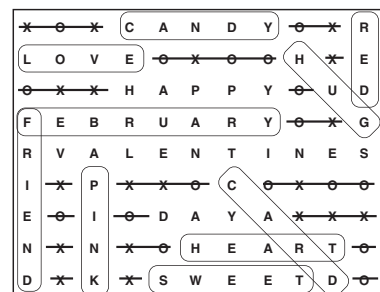 X O X C A N D Y O X R
L O V E O X O O H X E
O X X H A P P Y O U D
F E B R U A R Y O X G
R V A L E N T I N E S
I X P X X O C O X O O
E O I O D A Y A X X X
N X N X O H E A R T O
D X K X S W E E T D O